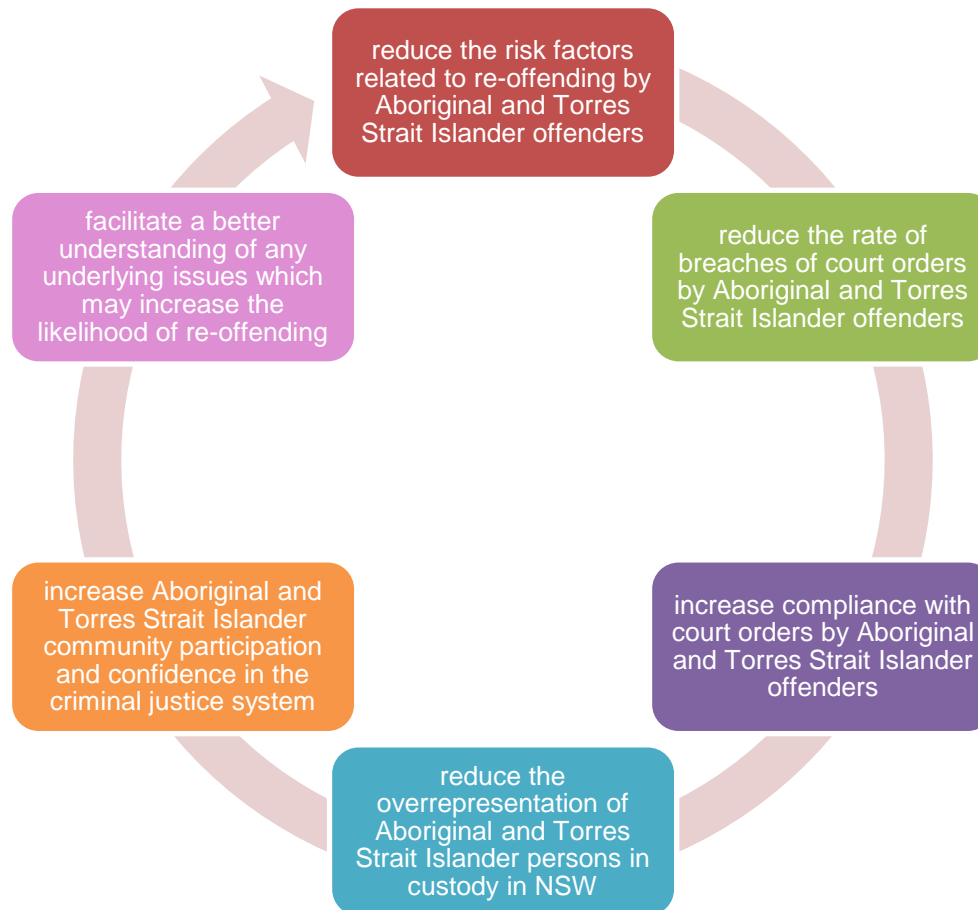 reduce the risk factors
related to re-offending by
Aboriginal and Torres
Strait Islander offenders
reduce the rate of
breaches of court orders
by Aboriginal and Torres
Strait Islander offenders
increase compliance with
court orders by Aboriginal
and Torres Strait Islander
offenders
reduce the
overrepresentation of
Aboriginal and Torres
Strait Islander persons in
custody in NSW
increase Aboriginal and
Torres Strait Islander
community participation
and confidence in the
criminal justice system
facilitate a better
understanding of any
underlying issues which
may increase the
likelihood of re-offending